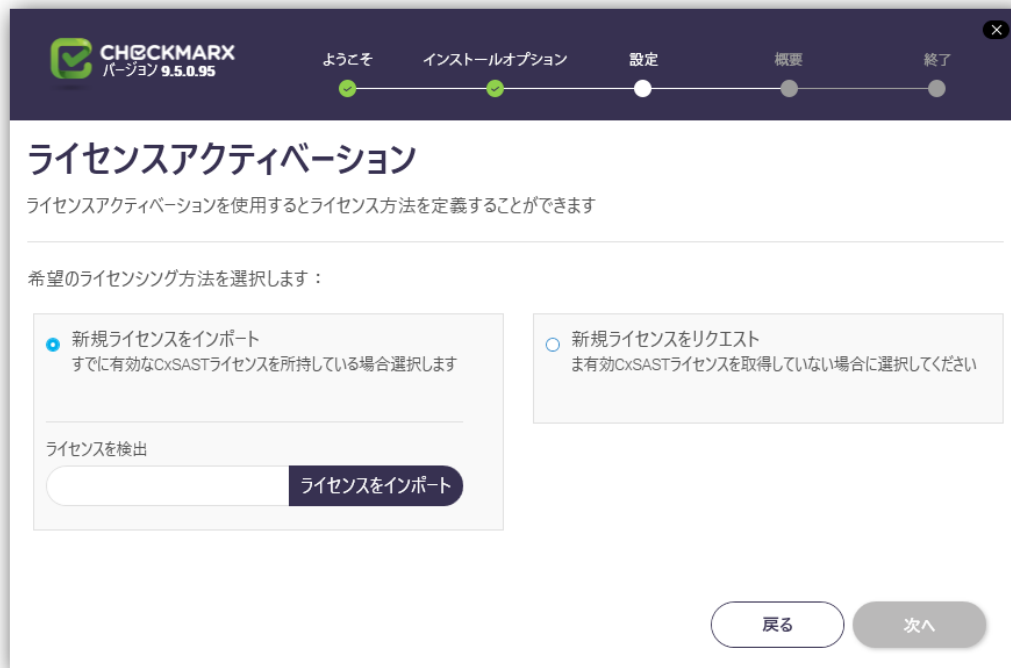 CHECKMARX
バージョン 9.5.0.95
ようこそ
インストールオプション
設定
概要
終了
ライセンスアクティベーション
ライセンスアクティベーションを使用するとライセンス方法を定義することができます
希望のライセンシング方法を選択します：
新規ライセンスをインポート
すでに有効なCxSASTライセンスを所持している場合選択します
ライセンスを検出
ライセンスをインポート
新規ライセンスをリクエスト
ま有効CxSASTライセンスを取得していない場合に選択してください
戻る
次へ